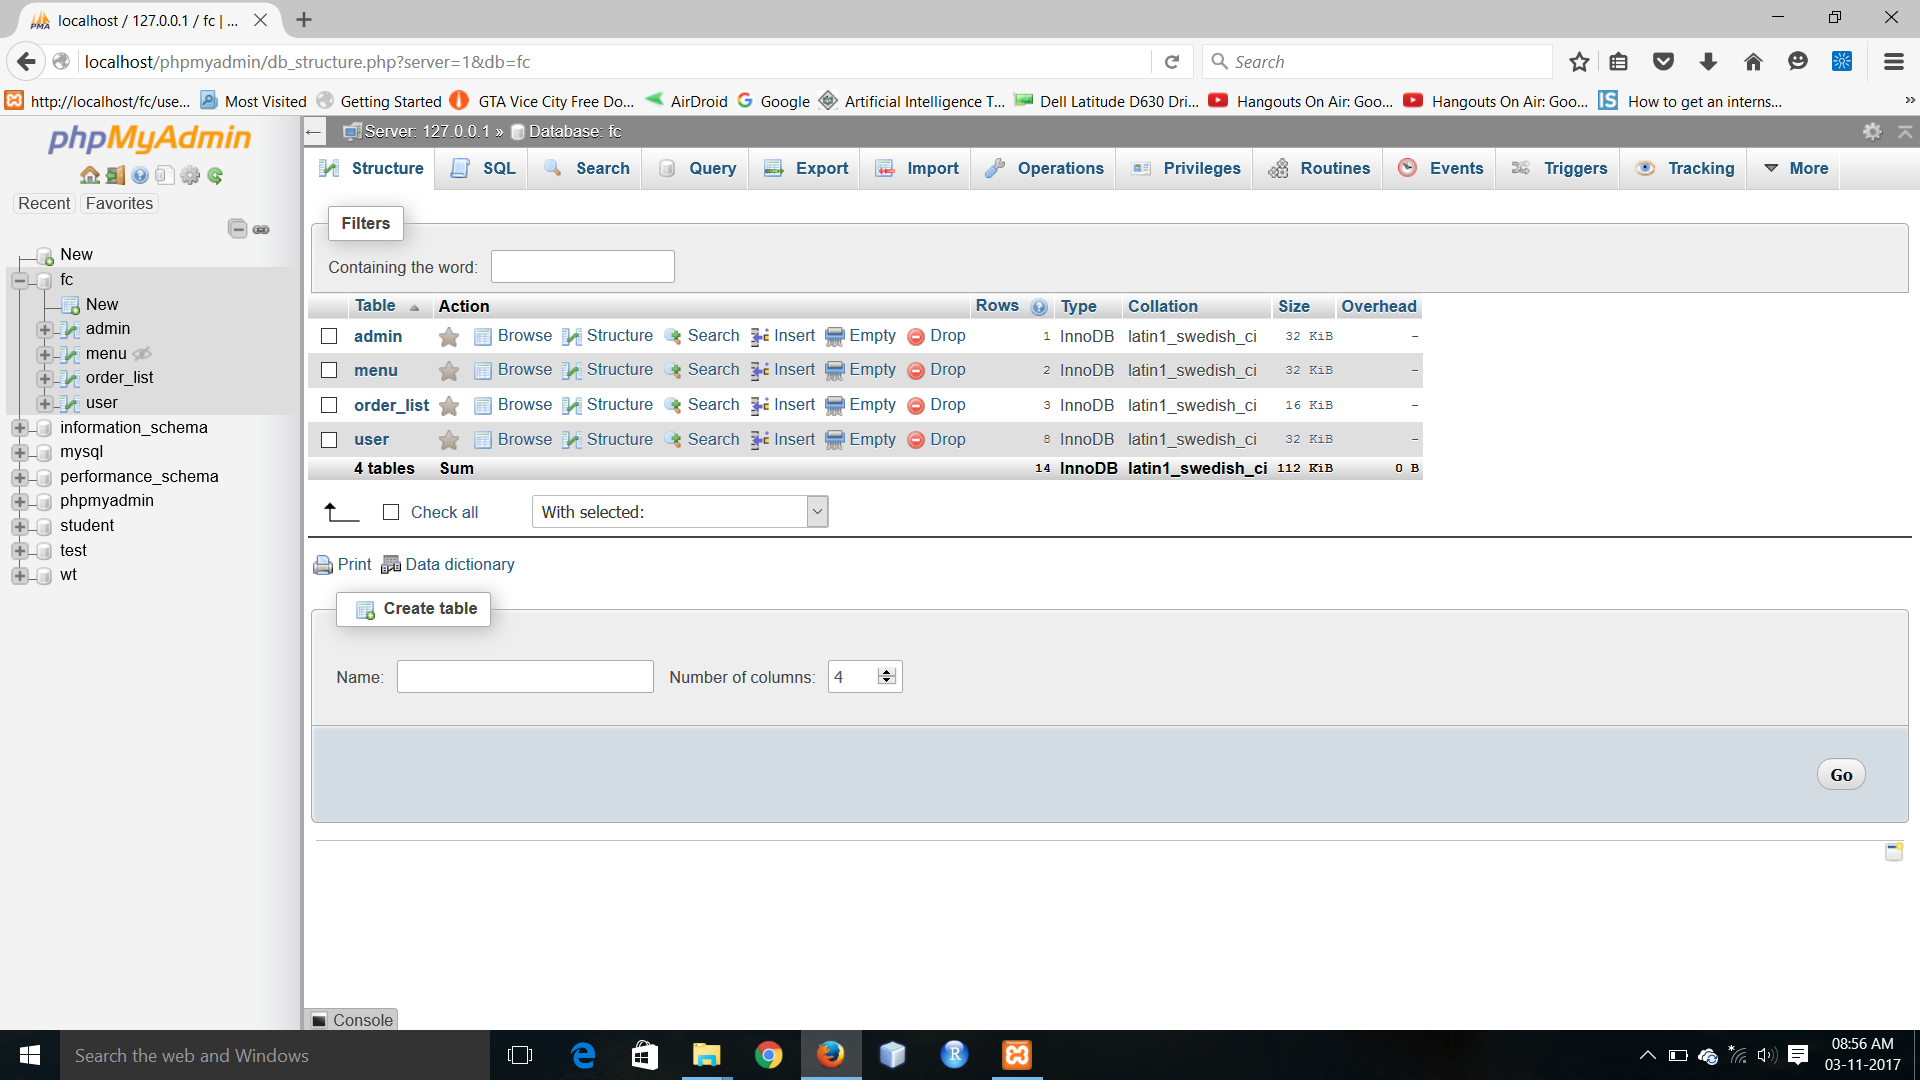 localhost / 127.0.0.1 / fc | ...
localhost/phpmyadmin/db_structure.php?server=1&db=fc
Search
http://localhost/fc/use... Most Visited Getting Started GTA Vice City Free Do... AirDroid Google Artificial Intelligence T... Dell Latitude D630 Dri... Hangouts On Air: Goo... Hangouts On Air: Goo... How to get an interns...
phpMyAdmin
Recent Favorites
New
fc
New
admin
menu
order_list
user
information_schema
mysql
performance_schema
phpmyadmin
student
test
wt
Server: 127.0.0.1 » Database: fc
Structure SQL Search Query Export Import Operations Privileges Routines Events Triggers Tracking More
Filters
Containing the word:
Table Action Rows Type Collation Size Overhead
admin Browse Structure Search Insert Empty Drop 1 InnoDB latin1_swedish_ci 32 KiB -
menu Browse Structure Search Insert Empty Drop 2 InnoDB latin1_swedish_ci 32 KiB -
order_list Browse Structure Search Insert Empty Drop 3 InnoDB latin1_swedish_ci 16 KiB -
user Browse Structure Search Insert Empty Drop 8 InnoDB latin1_swedish_ci 32 KiB -
4 tables Sum 14 InnoDB latin1_swedish_ci 112 KiB 0 B
Check all With selected:
Print Data dictionary
Create table
Name: Number of columns: 4
Go
Console
Search the web and Windows
08:56 AM
03-11-2017